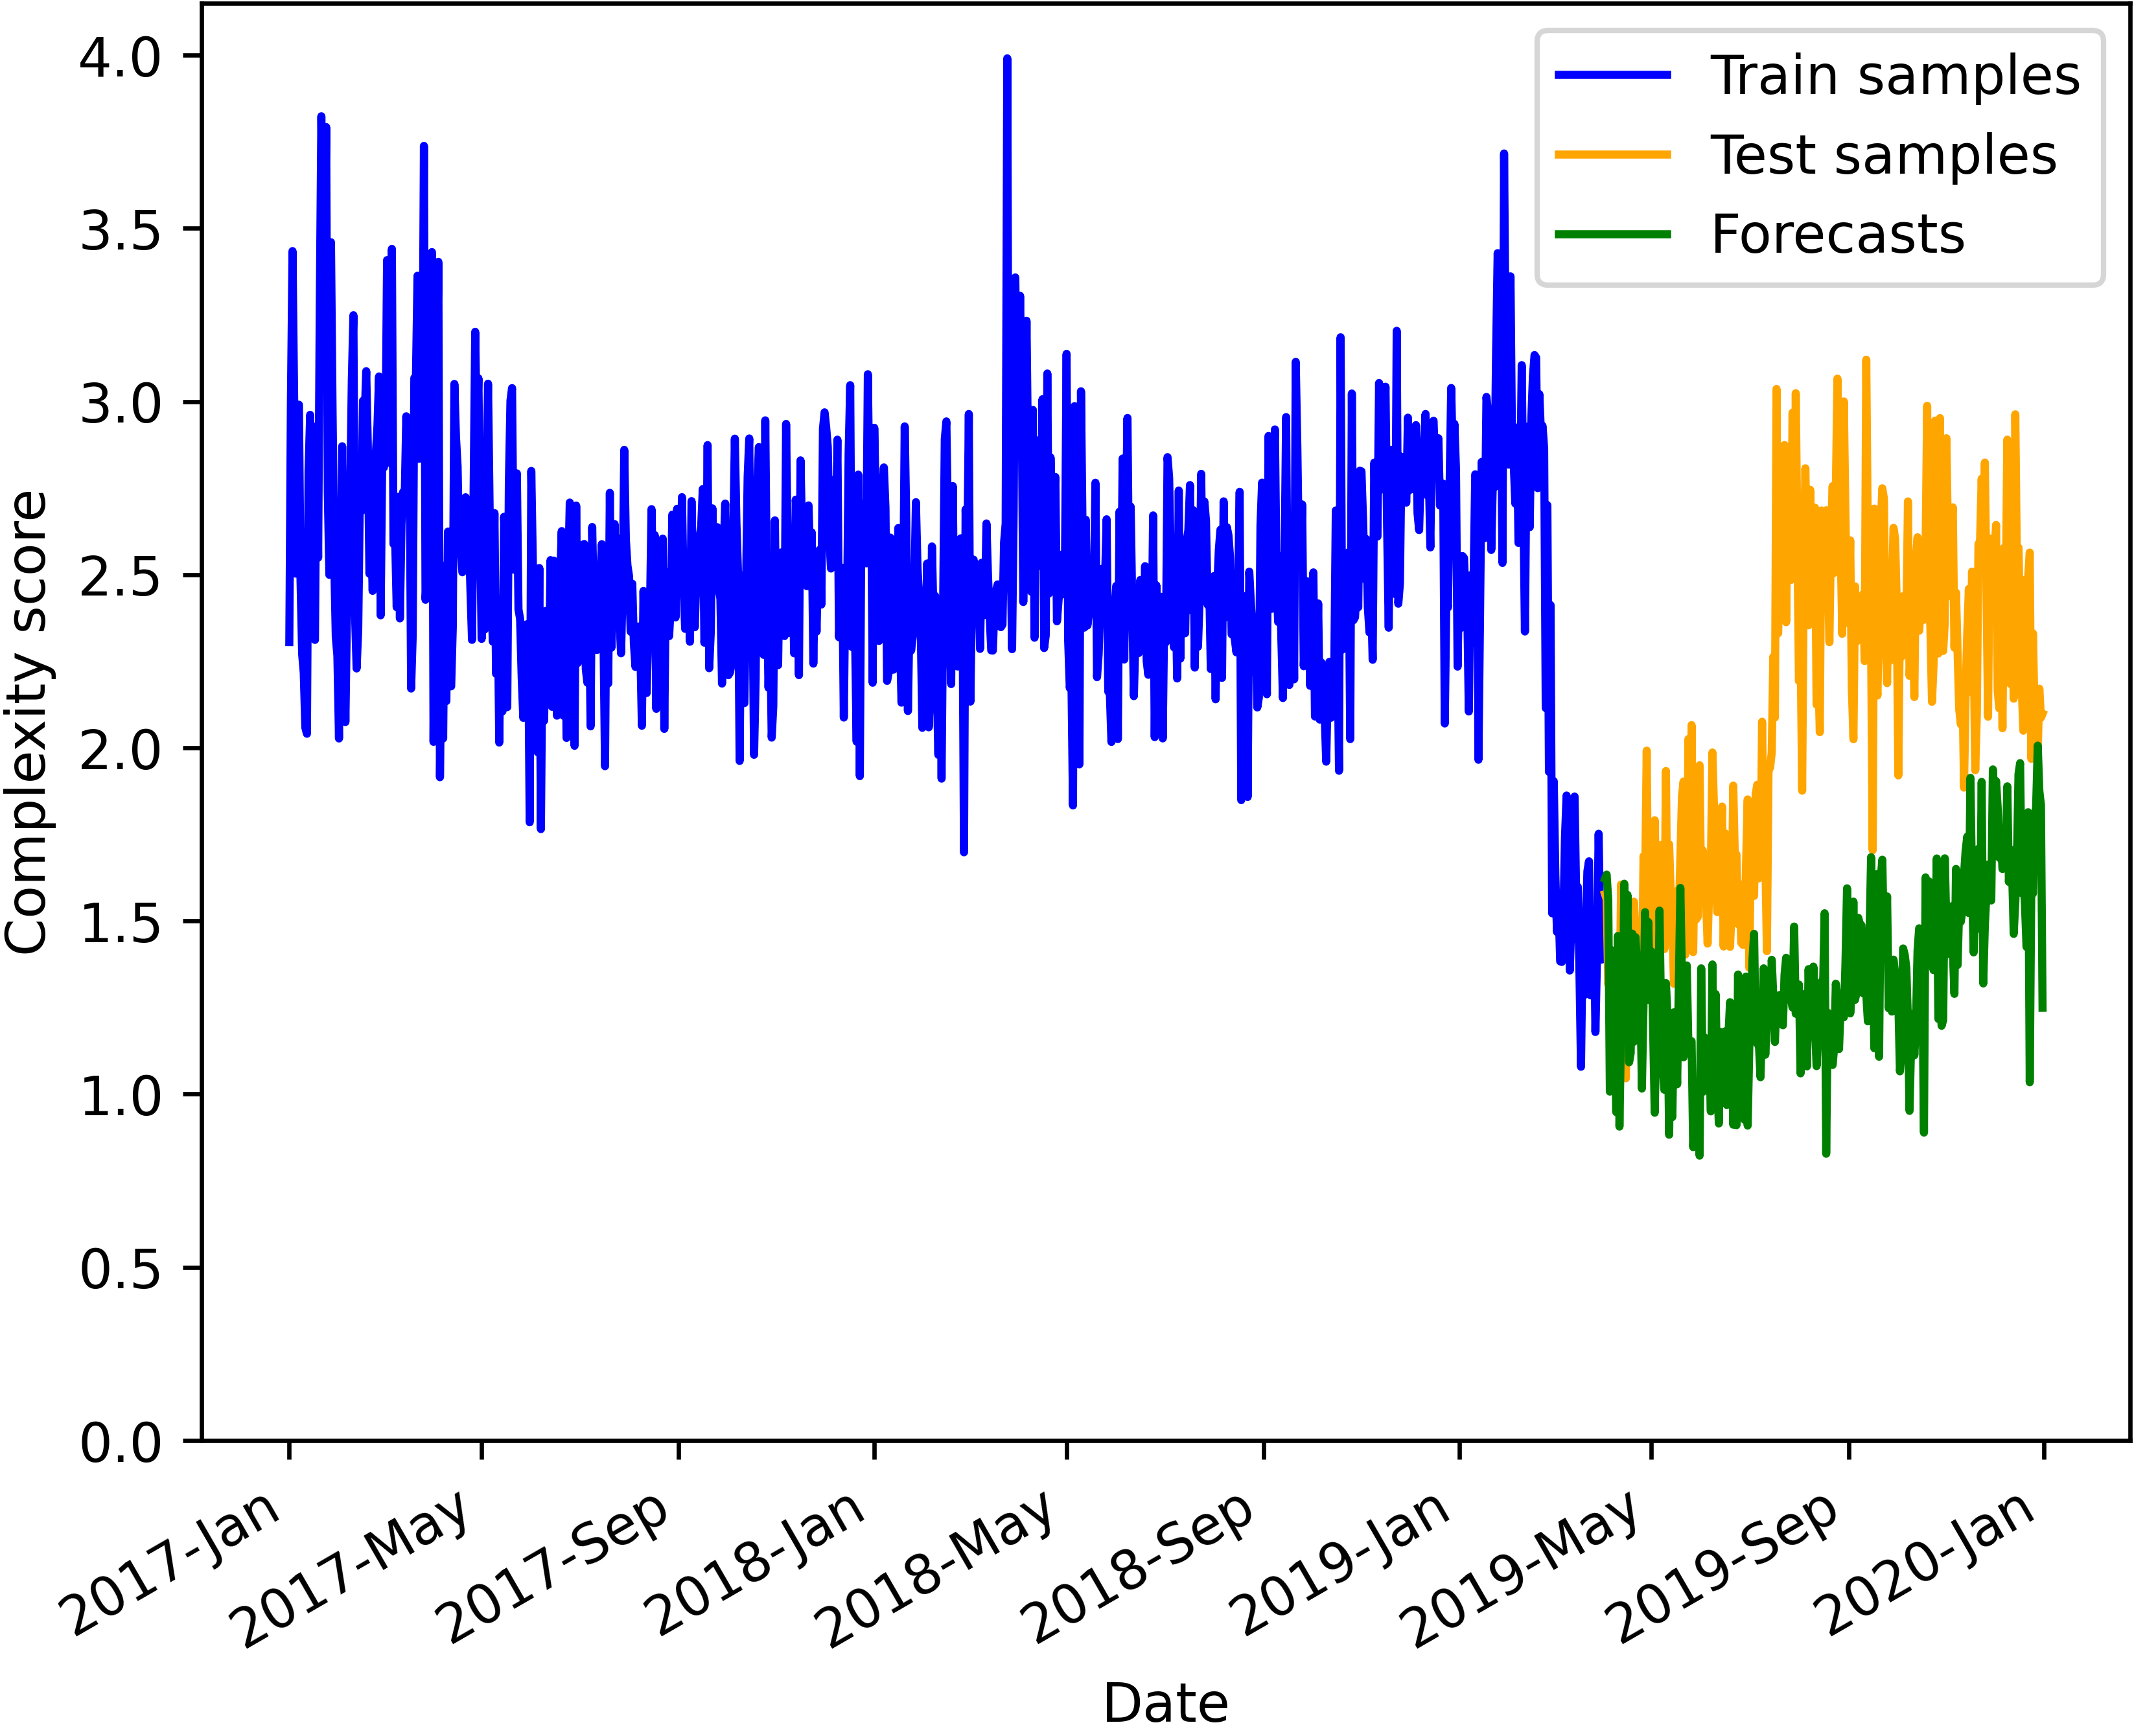 Train samples
Test samples
Forecasts
4.0
3.5
3.0
2.5
2.0
1.5
1.0
0.5
0.0
Complexity score
2017-Jan
2017-May
2017-Sep
2018-Jan
2018-May
2018-Sep
2019-Jan
2019-May
2019-Sep
2020-Jan
Date